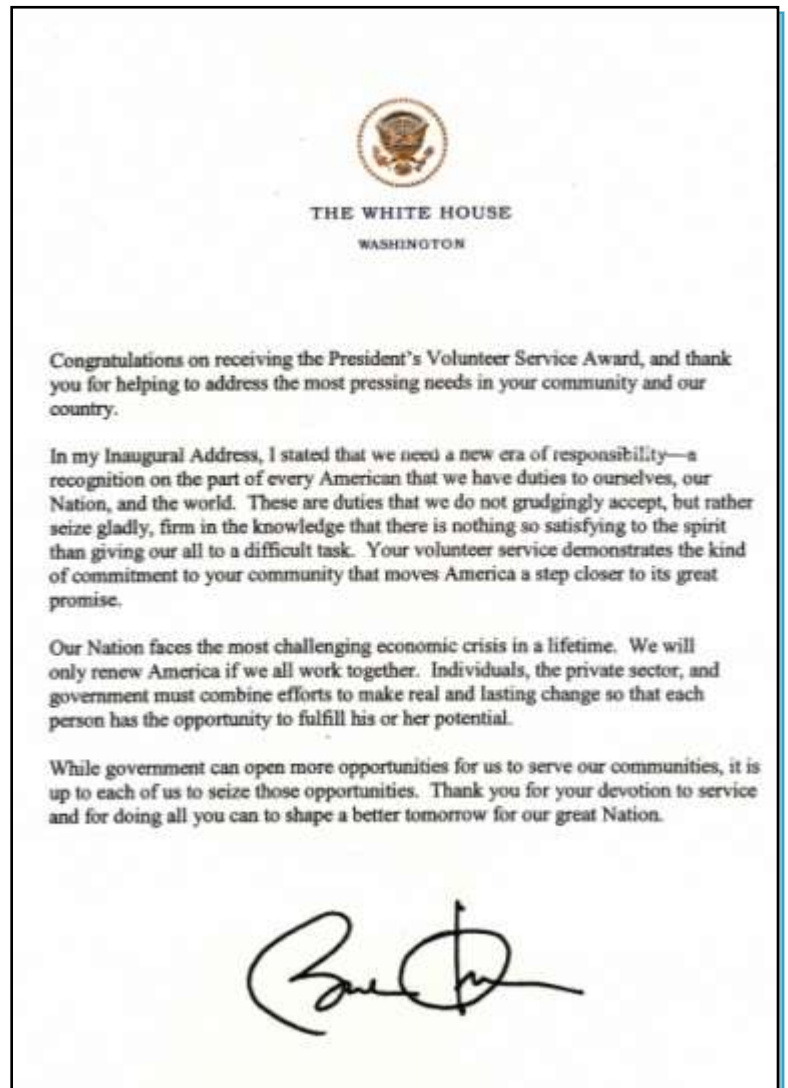 THE WHITE HOUSE
WASHINGTON
Congratulations on receiving the President's Volunteer Service Award, and thank
you for helping to address the most pressing needs in your community and our
country.
In my Inaugural Address, I stated that we need a new era of responsibility—a
recognition on the part of every American that we have duties to ourselves, our
Nation, and the world.  These are duties that we do not grudgingly accept, but rather
seize gladly, firm in the knowledge that there is nothing so satisfying to the spirit
than giving our all to a difficult task.  Your volunteer service demonstrates the kind
of commitment to your community that moves America a step closer to its great
promise.
Our Nation faces the most challenging economic crisis in a lifetime.  We will
only renew America if we all work together.  Individuals, the private sector, and
government must combine efforts to make real and lasting change so that each
person has the opportunity to fulfill his or her potential.
While government can open more opportunities for us to serve our communities, it is
up to each of us to seize those opportunities.  Thank you for your devotion to service
and for doing all you can to shape a better tomorrow for our great Nation.